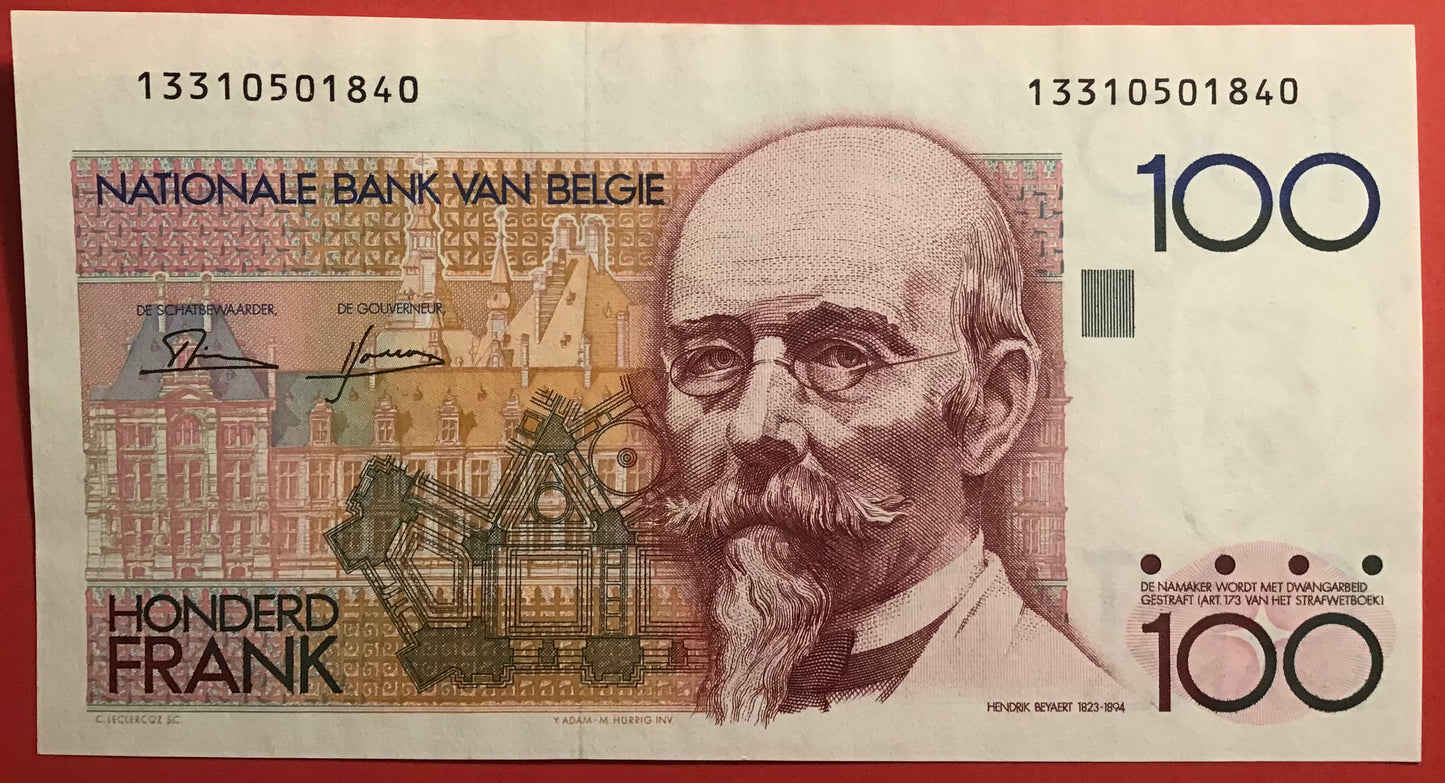 13310501840
13310501840
NATIONALE BANK VAN BELGIE
100
DE SCHATBEWAARDER,
DE GOUVERNEUR,
DE NAMAKER WORDT MET DWANGARBEID
GESTRAFT (ART. 173 VAN HET STRAFWETBOEK)
HONDERD
FRANK
100
HENDRIK BEYAERT 1823-1894
C. LECLERCQZ SC.
Y. ADAM - M. HURRIG INV.